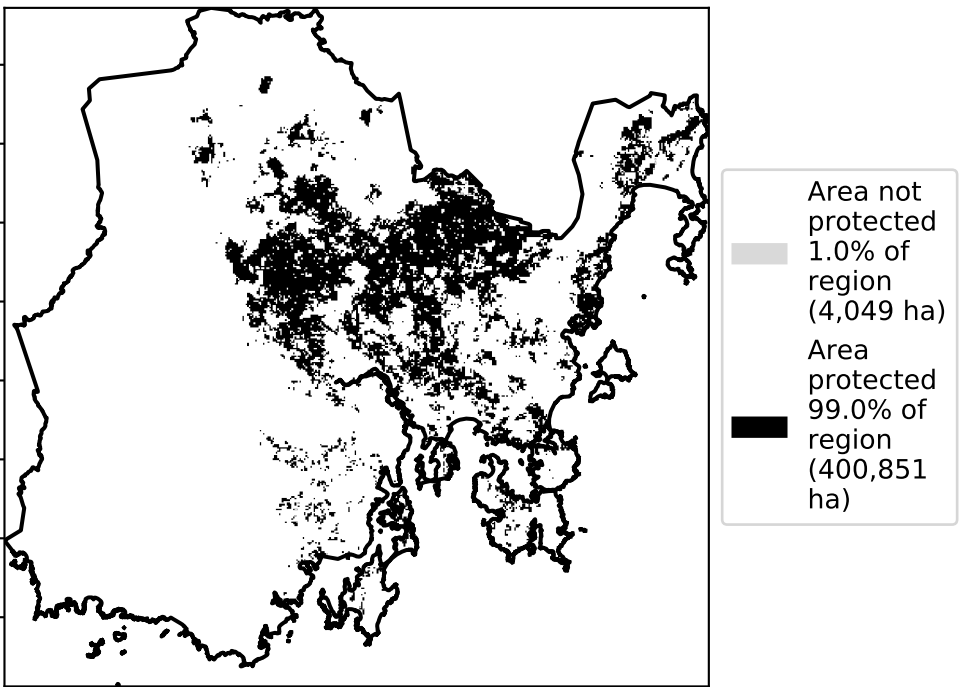 Area not
protected
1.0% of
region
(4,049 ha)
Area
protected
99.0% of
region
(400,851
ha)